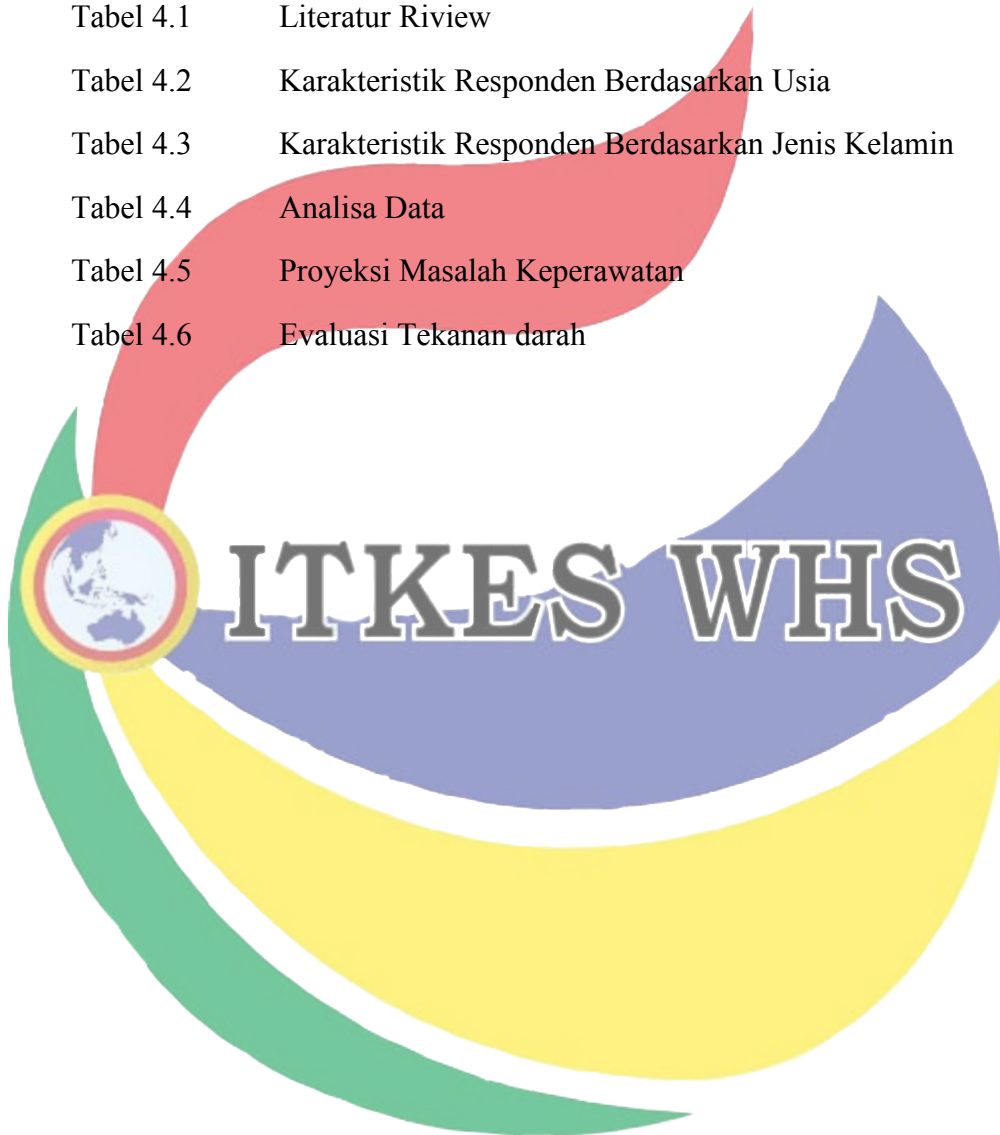 Tabel 4.1 Literatur Riview
Tabel 4.2 Karakteristik Responden Berdasarkan Usia
Tabel 4.3 Karakteristik Responden Berdasarkan Jenis Kelamin
Tabel 4.4 Analisa Data
Tabel 4.5 Proyeksi Masalah Keperawatan
Tabel 4.6 Evaluasi Tekanan darah
ITKES WHS